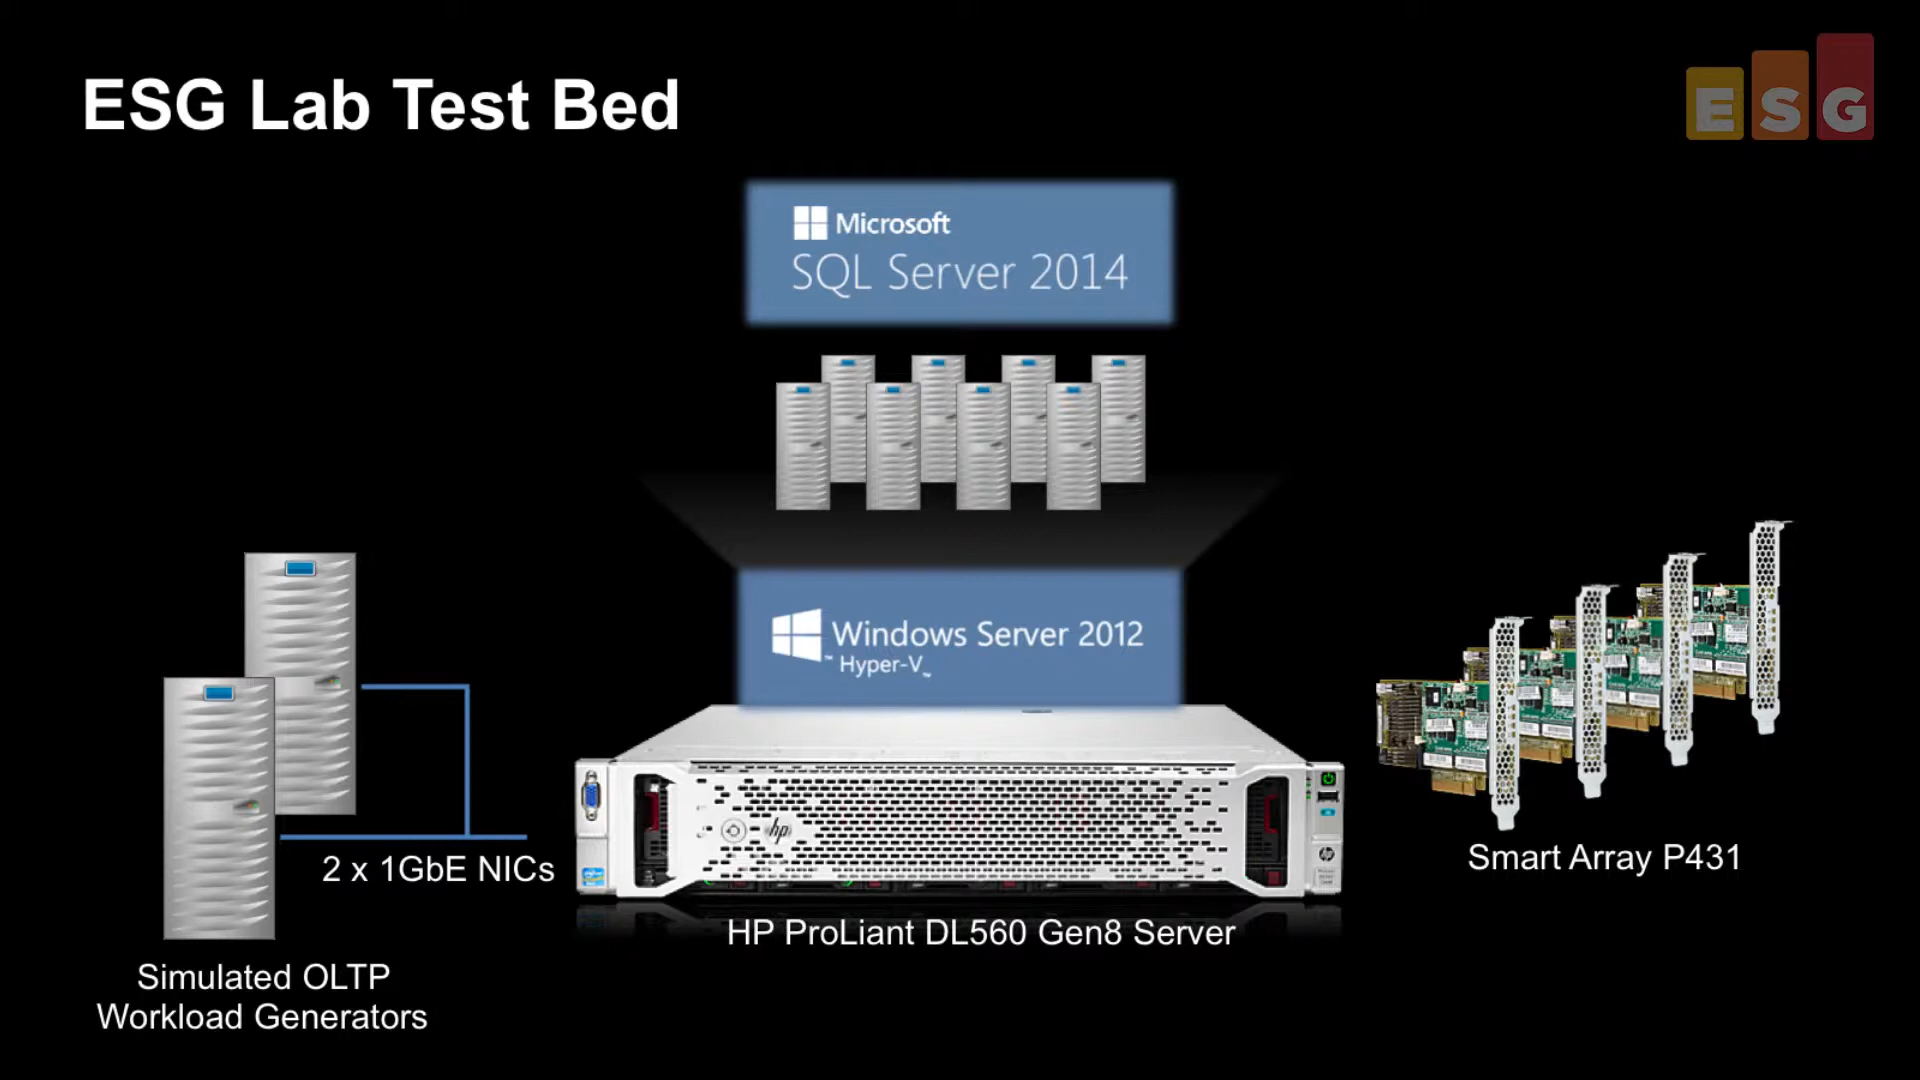 ESG Lab Test Bed
ESG
Microsoft
SQL Server 2014
Windows Server 2012
Hyper-V
hp
2 x 1GbE NICs
Smart Array P431
HP ProLiant DL560 Gen8 Server
Simulated OLTP
Workload Generators